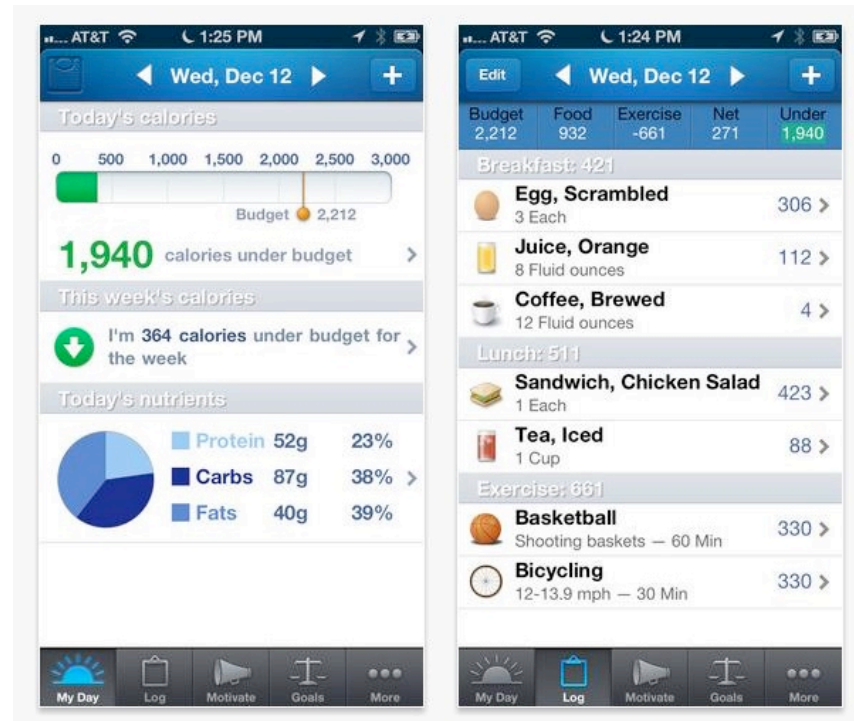 AT&T 1:25 PM
Wed, Dec 12 +
Today's calories
0 500 1,000 1,500 2,000 2,500 3,000
Budget 2,212
1,940 calories under budget
This week's calories
I'm 364 calories under budget for
the week
Today's nutrients
Protein 52g 23%
Carbs 87g 38%
Fats 40g 39%
My Day Log Motivate Goals More
AT&T 1:24 PM
Edit Wed, Dec 12 +
Budget Food Exercise Net Under
2,212 932 -661 271 1,940
Breakfast: 421
Egg, Scrambled
3 Each
306
Juice, Orange
8 Fluid ounces
112
Coffee, Brewed
12 Fluid ounces
4
Lunch: 511
Sandwich, Chicken Salad
1 Each
423
Tea, Iced
1 Cup
88
Exercise: 661
Basketball
Shooting baskets — 60 Min
330
Bicycling
12-13.9 mph — 30 Min
330
My Day Log Motivate Goals More